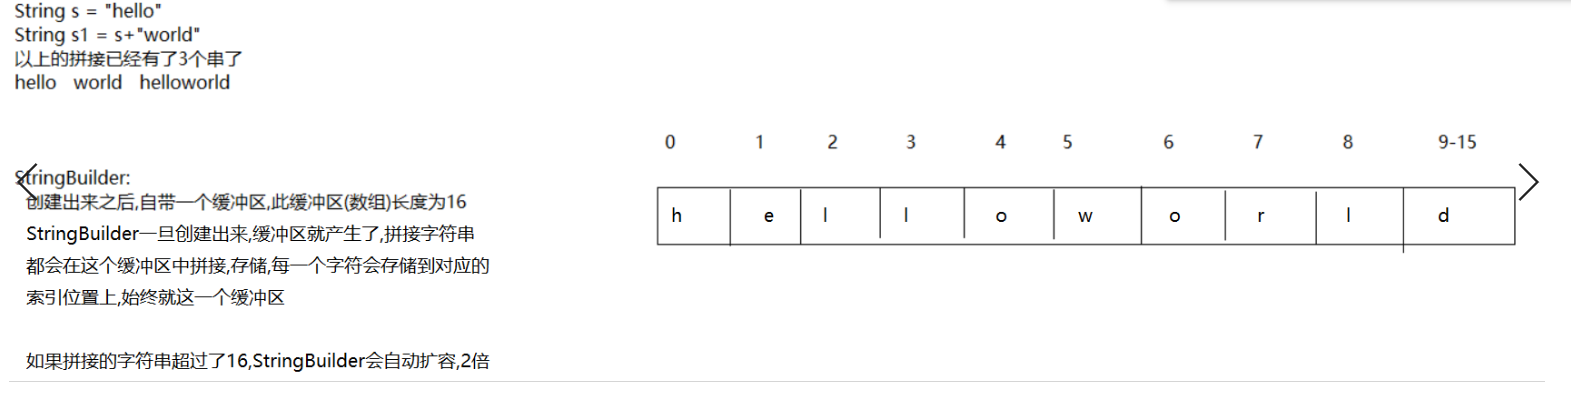 String s = "hello"
String s1 = s+"world"
以上的拼接已经有了3个串了
hello world helloworld
0 1 2 3 4 5 6 7 8 9-15
h e l l o w o r l d
StringBuilder:
创建出来之后,自带一个缓冲区,此缓冲区(数组)长度为16
StringBuilder一旦创建出来,缓冲区就产生了,拼接字符串
都会在这个缓冲区中拼接,存储,每一个字符会存储到对应的
索引位置上,始终就这一个缓冲区
如果拼接的字符串超过了16,StringBuilder会自动扩容,2倍